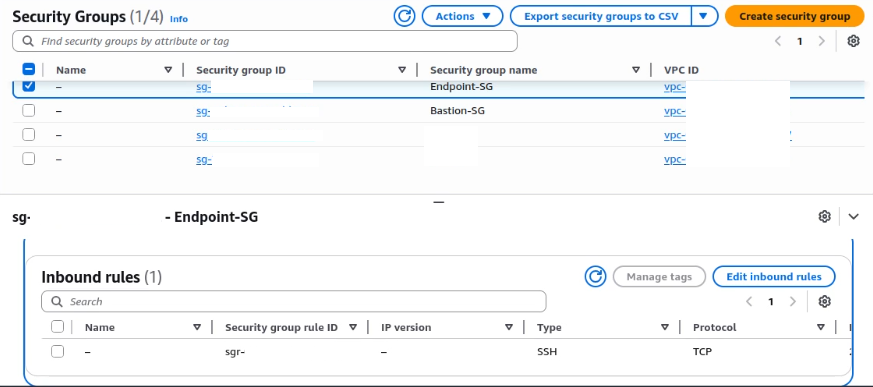 Security Groups (1/4) Info
Actions
Export security groups to CSV
Create security group
Find security groups by attribute or tag
1
Name
Security group ID
Security group name
VPC ID
– sg- Endpoint-SG vpc-
– sg- Bastion-SG vpc-
– sg vpc-
– sg- vpc-
sg- - Endpoint-SG
Inbound rules (1)
Manage tags
Edit inbound rules
Search
1
Name
Security group rule ID
IP version
Type
Protocol
– sgr- – SSH TCP